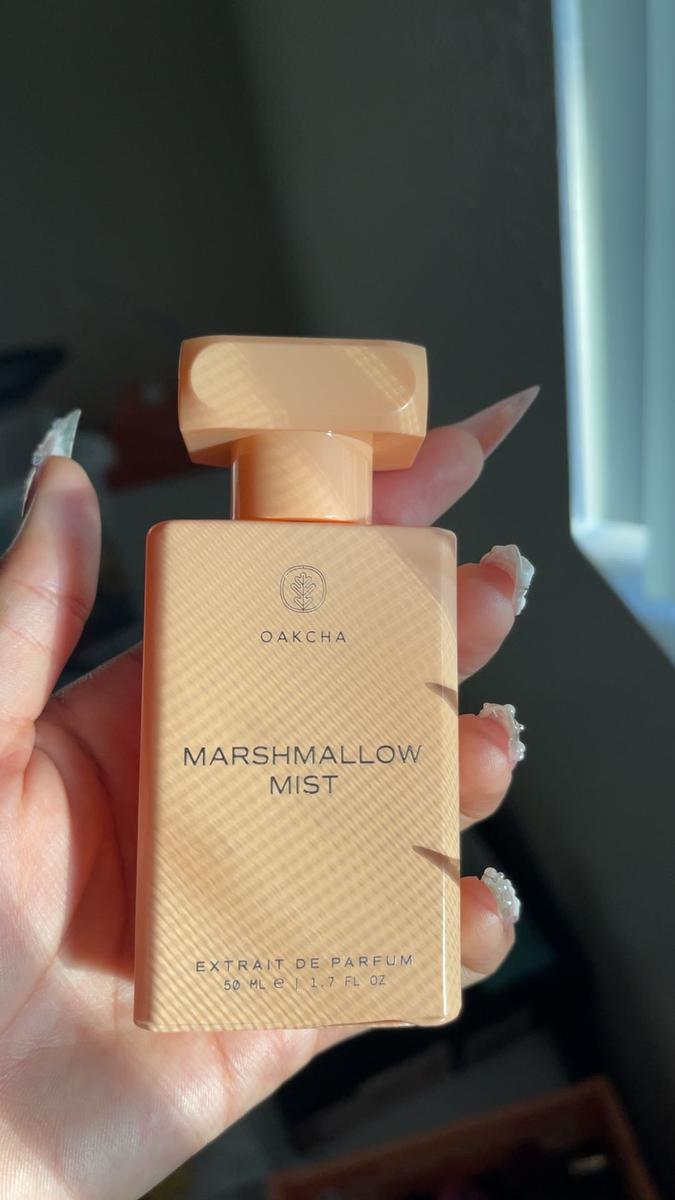 OAKCHA
MARSHMALLOW
MIST
EXTRAIT DE PARFUM
50 ML ℮ | 1.7 FL OZ